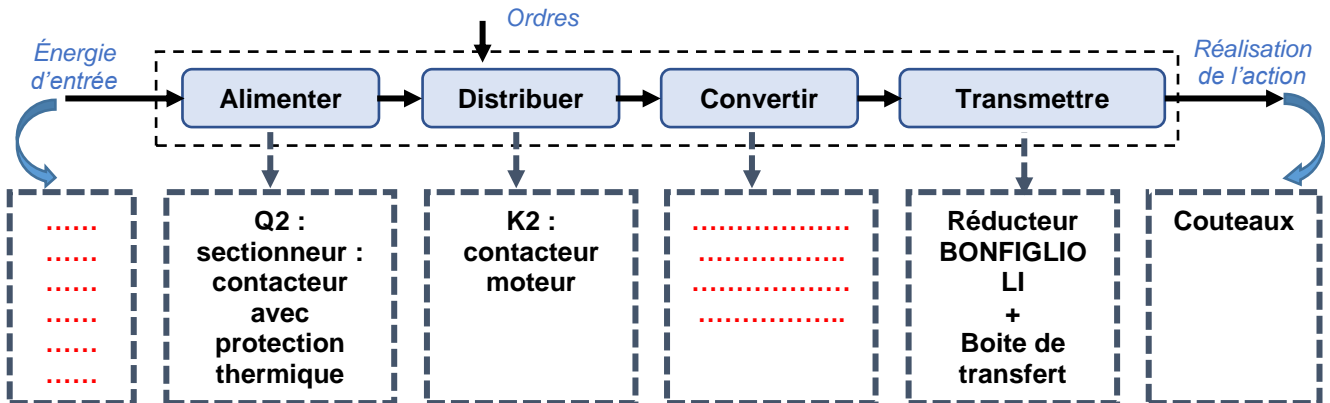 Ordres
Énergie
d’entrée
Réalisation
de l’action
Alimenter
Distribuer
Convertir
Transmettre
……
……
……
……
……
……
Q2 :
sectionneur :
contacteur
avec
protection
thermique
K2 :
contacteur
moteur
………………
……………..
………………
……………..
Réducteur
BONFIGLIO
LI
+
Boite de
transfert
Couteaux